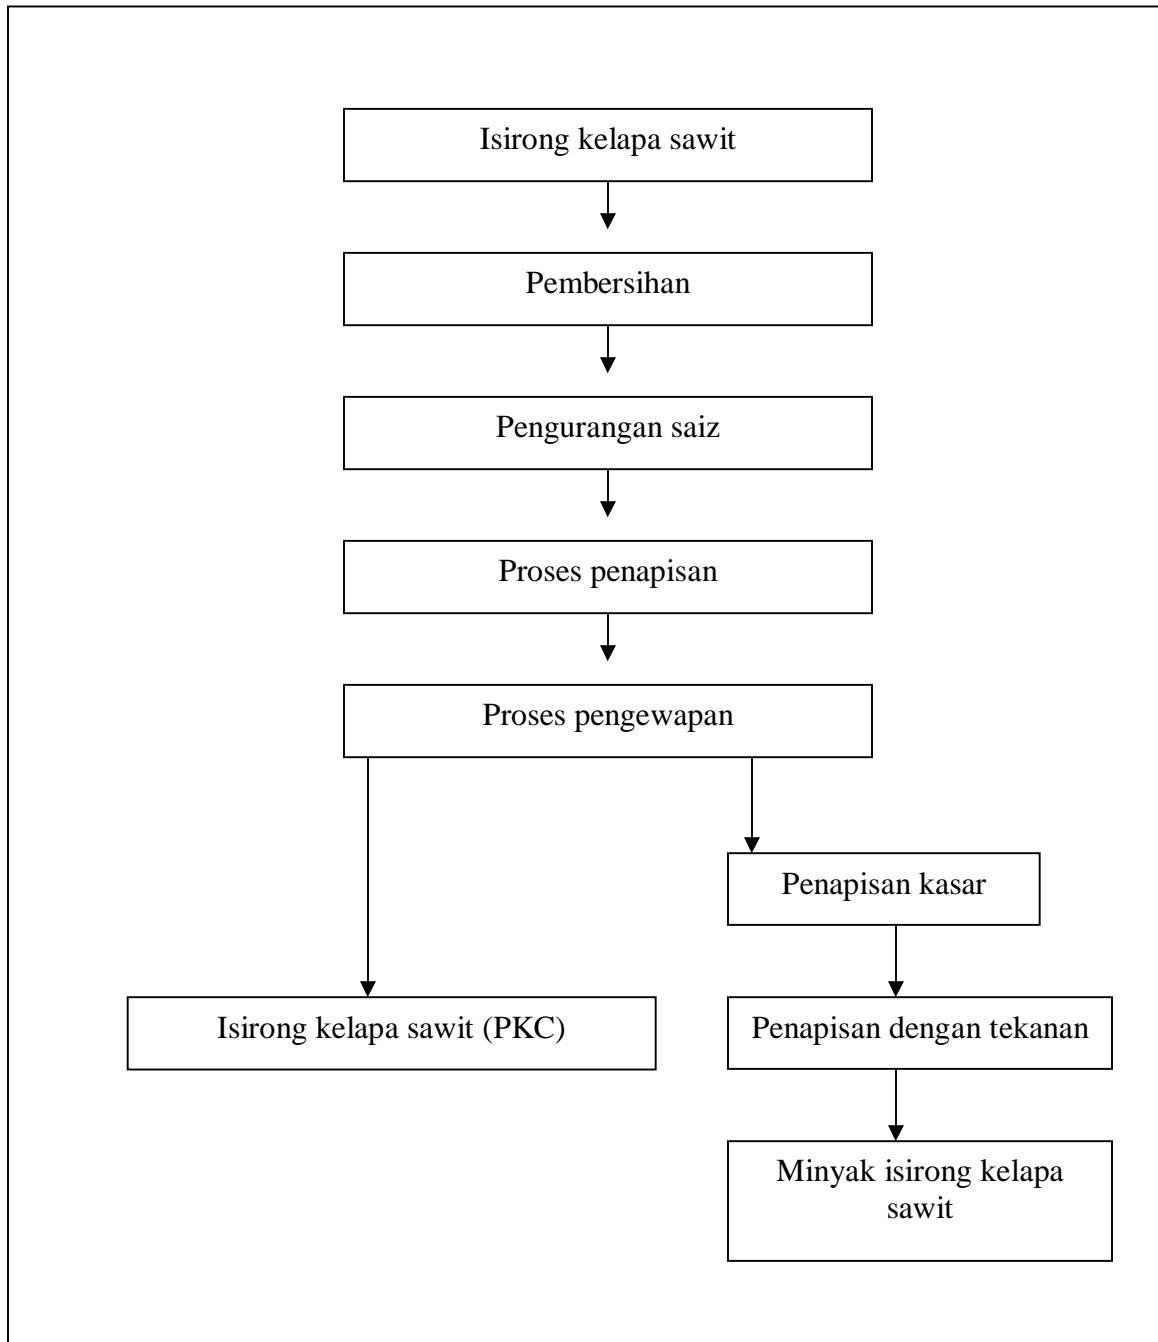 Isirong kelapa sawit
Pembersihan
Pengurangan saiz
Proses penapisan
Proses pengewapan
Penapisan kasar
Isirong kelapa sawit (PKC)
Penapisan dengan tekanan
Minyak isirong kelapa
sawit